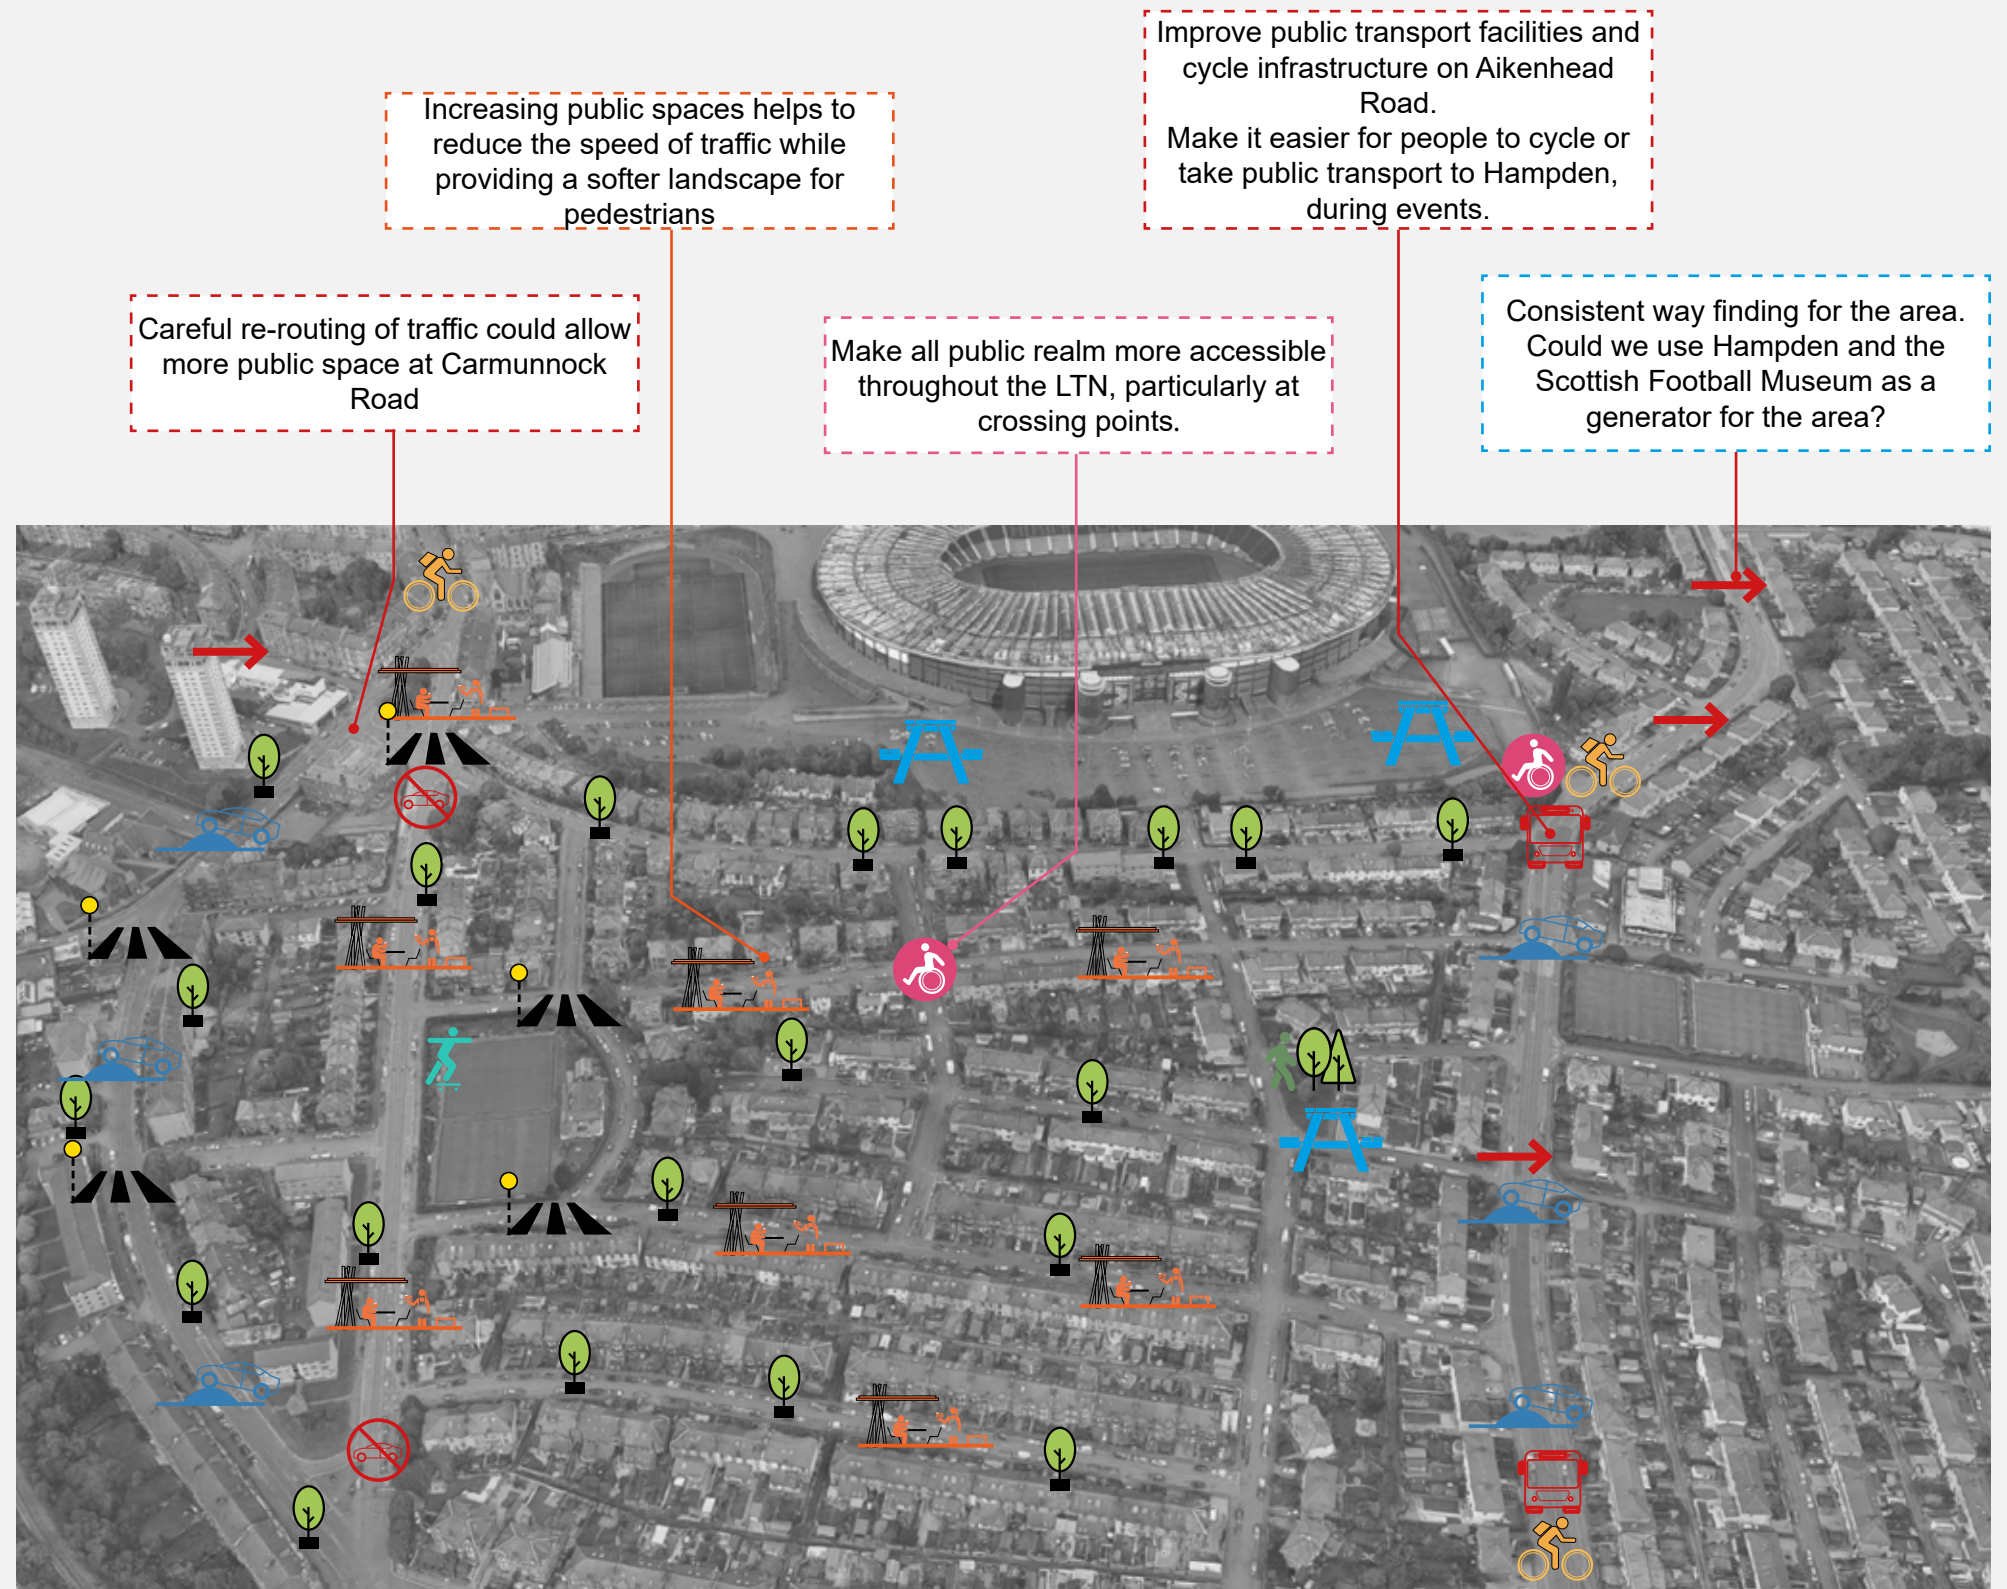 Improve public transport facilities and
cycle infrastructure on Aikenhead
Road.
Make it easier for people to cycle or
take public transport to Hampden,
during events.
Increasing public spaces helps to
reduce the speed of traffic while
providing a softer landscape for
pedestrians
Careful re-routing of traffic could allow
more public space at Carmunnock
Road
Make all public realm more accessible
throughout the LTN, particularly at
crossing points.
Consistent way finding for the area.
Could we use Hampden and the
Scottish Football Museum as a
generator for the area?